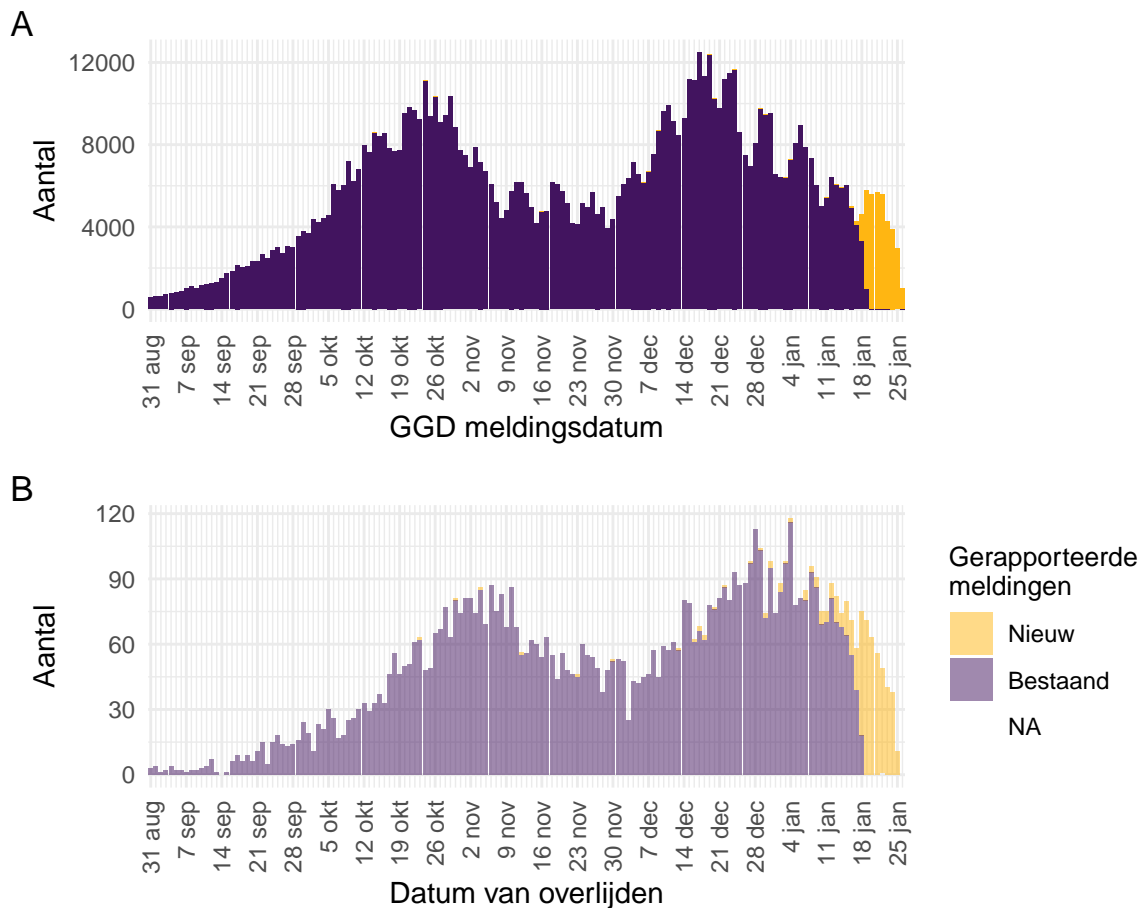 A
12000
8000
4000
0
Aantal
31 aug
7 sep
14 sep
21 sep
28 sep
5 okt
12 okt
19 okt
26 okt
2 nov
9 nov
16 nov
23 nov
30 nov
7 dec
14 dec
21 dec
28 dec
4 jan
11 jan
18 jan
25 jan
GGD meldingsdatum
B
120
90
60
30
0
Aantal
31 aug
7 sep
14 sep
21 sep
28 sep
5 okt
12 okt
19 okt
26 okt
2 nov
9 nov
16 nov
23 nov
30 nov
7 dec
14 dec
21 dec
28 dec
4 jan
11 jan
18 jan
25 jan
Datum van overlijden
Gerapporteerde
meldingen
Nieuw
Bestaand
NA